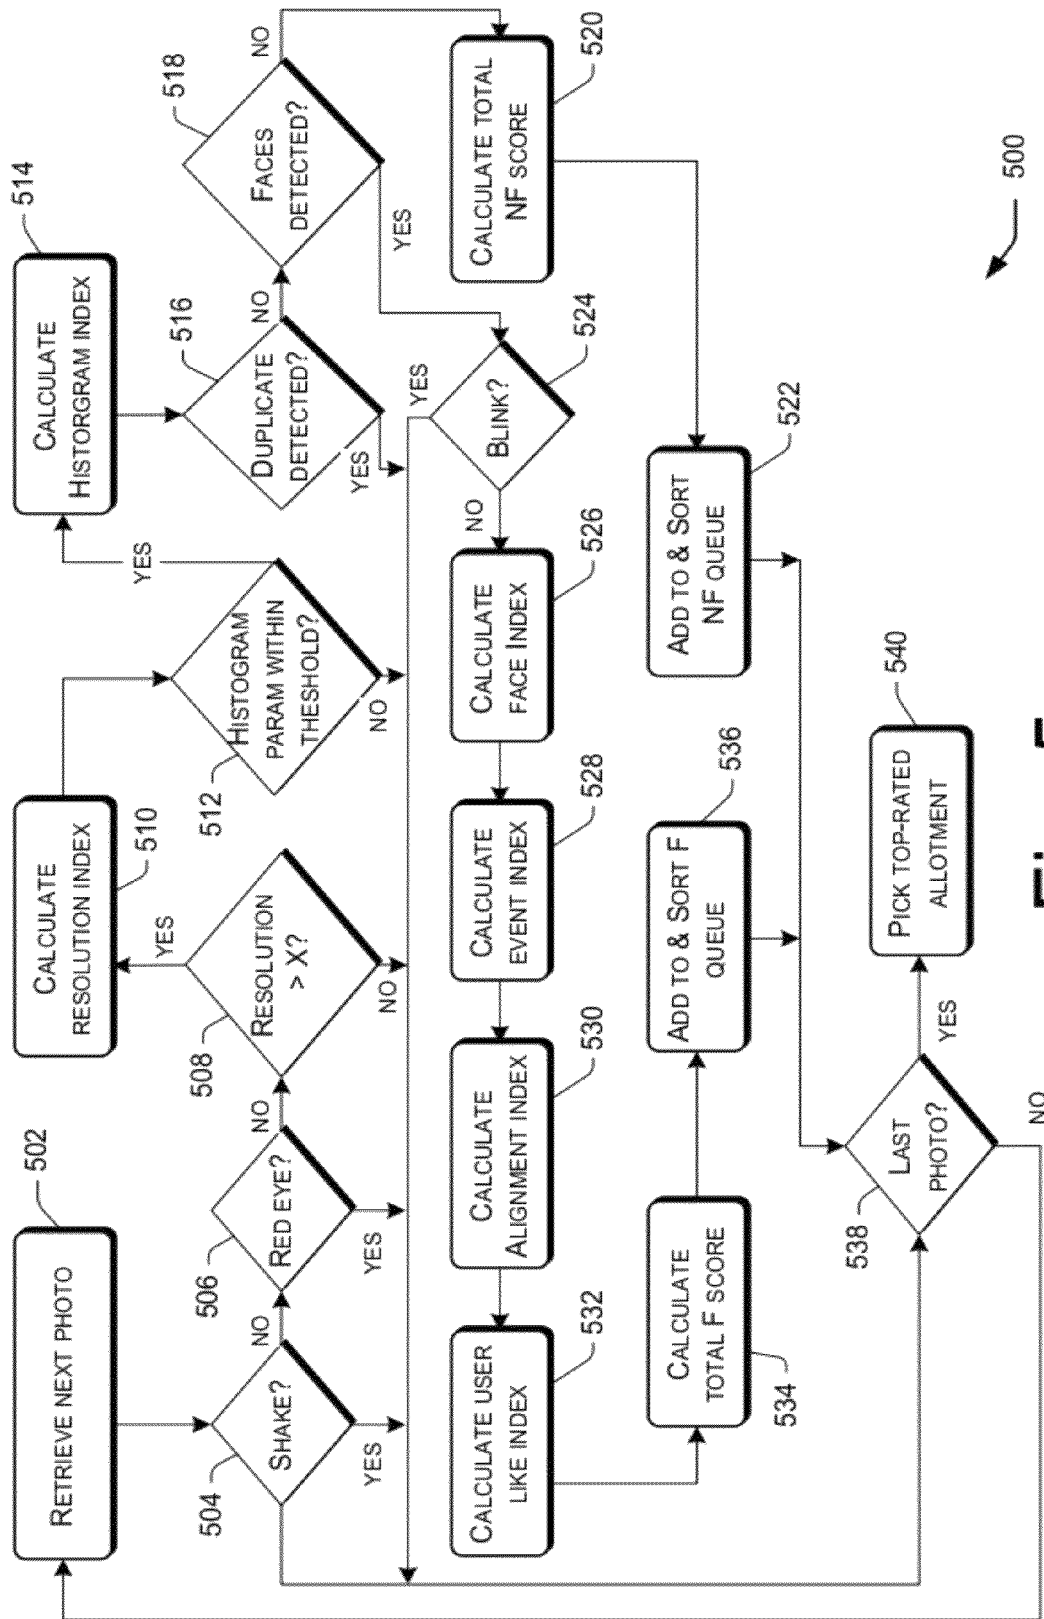 RETRIEVE NEXT PHOTO
502
SHAKE?
504
NO
YES
RED EYE?
506
NO
YES
RESOLUTION
> X?
508
YES
NO
CALCULATE
RESOLUTION INDEX
510
HISTOGRAM
PARAM WITHIN
THESHOLD?
512
YES
NO
CALCULATE
HISTORGRAM INDEX
514
DUPLICATE
DETECTED?
516
NO
YES
FACES
DETECTED?
518
NO
YES
CALCULATE TOTAL
NF SCORE
520
BLINK?
524
YES
NO
CALCULATE
FACE INDEX
526
CALCULATE
EVENT INDEX
528
CALCULATE
ALIGNMENT INDEX
530
CALCULATE USER
LIKE INDEX
532
CALCULATE
TOTAL F SCORE
534
ADD TO & SORT F
QUEUE
536
ADD TO & SORT
NF QUEUE
522
LAST
PHOTO?
538
YES
NO
PICK TOP-RATED
ALLOTMENT
540
500